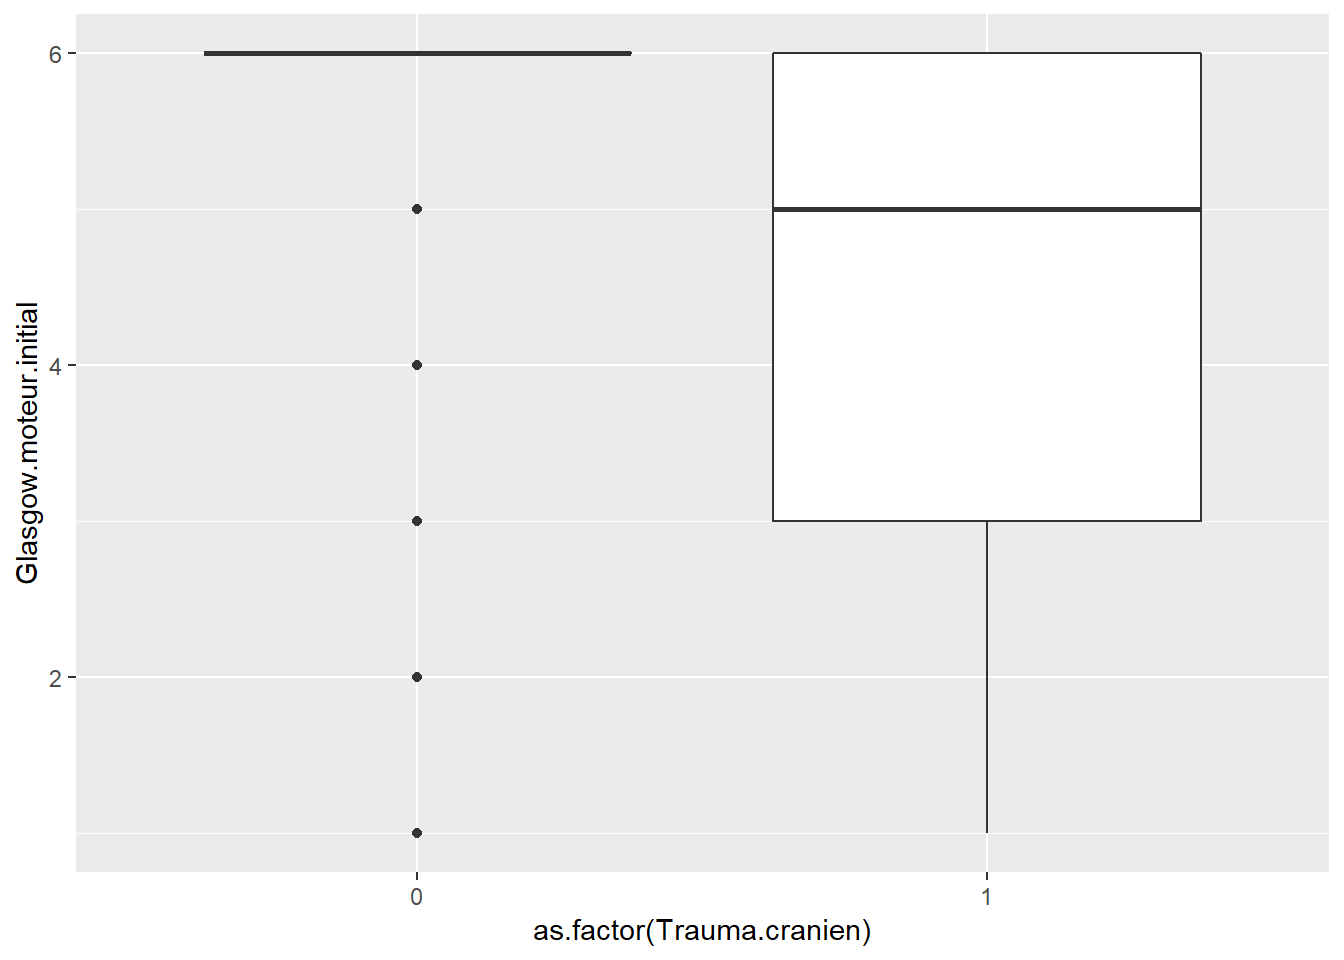 6
4
2
Glasgow.moteur.initial
0 1
as.factor(Trauma.cranien)